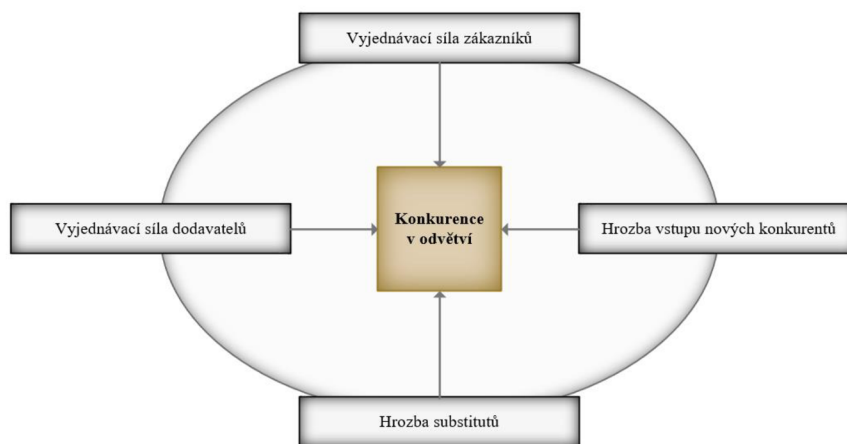 Vyjednávací síla zákazníků
Vyjednávací síla dodavatelů
Konkurence
v odvětví
Hrozba vstupu nových konkurentů
Hrozba substitutů